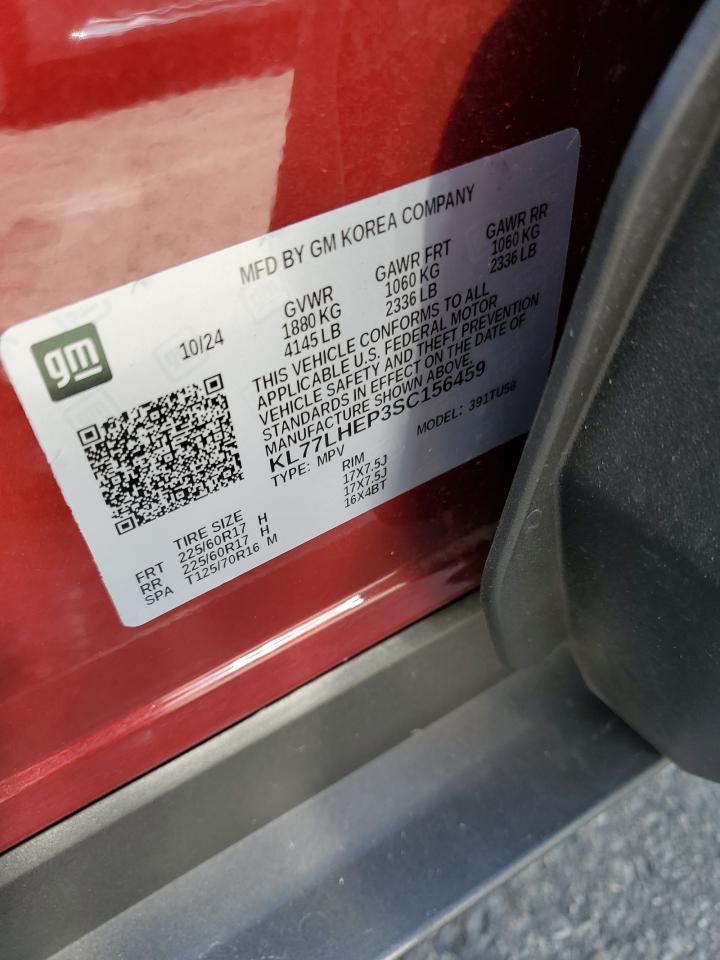 MFD BY GM KOREA COMPANY
gm
10/24
GVWR
1880 KG
4145 LB
GAWR FRT
1060 KG
2336 LB
GAWR RR
1060 KG
2336 LB
THIS VEHICLE CONFORMS TO ALL
APPLICABLE U.S. FEDERAL MOTOR
VEHICLE SAFETY AND THEFT PREVENTION
STANDARDS IN EFFECT ON THE DATE OF
MANUFACTURE SHOWN ABOVE.
KL77LHEP3SC156459
TYPE: MPV
MODEL: 391TU58
TIRE SIZE
RIM
FRT 225/60R17 H 17X7.5J
RR 225/60R17 H 17X7.5J
SPA T125/70R16 M 16X4BT